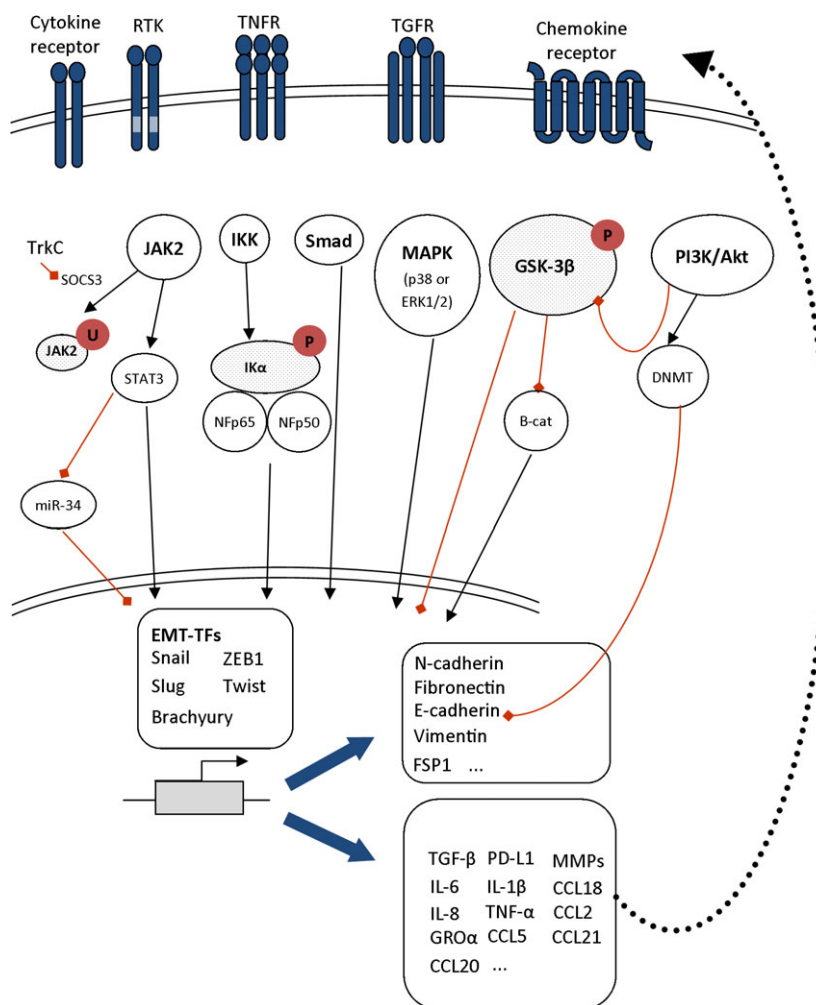 Cytokine
receptor
RTK
TNFR
TGFR
Chemokine
receptor
TrkC
SOCS3
JAK2
IKK
Smad
MAPK
(p38 or
ERK1/2)
GSK-3β
P
PI3K/Akt
JAK2
U
STAT3
IKα
P
NFp65
NFp50
B-cat
DNMT
miR-34
EMT-TFs
Snail ZEB1
Slug Twist
Brachyury
N-cadherin
Fibronectin
E-cadherin
Vimentin
FSP1 ...
TGF-β PD-L1 MMPs
IL-6 IL-1β CCL18
IL-8 TNF-α CCL2
GROα CCL5 CCL21
CCL20 ...